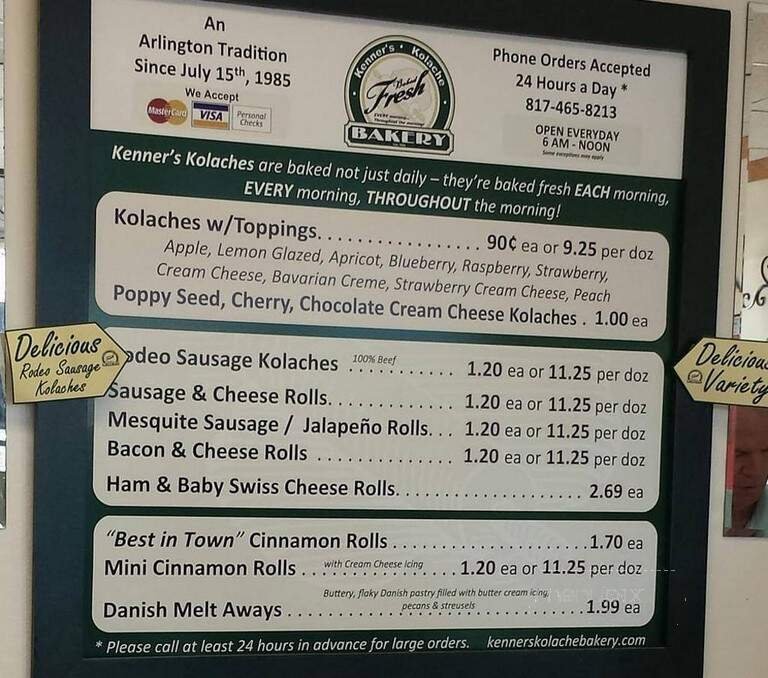 An
Arlington Tradition
Since July 15th, 1985
We Accept
MasterCard VISA Personal Checks
Kenner's Kolache
Baked
Fresh
BAKERY
Phone Orders Accepted
24 Hours a Day *
817-465-8213
OPEN EVERYDAY
6 AM - NOON
Some exceptions may apply
Kenner's Kolaches are baked not just daily – they're baked fresh EACH morning,
EVERY morning, THROUGHOUT the morning!
Kolaches w/Toppings. . . . . . . . . . . . . . . . . 90¢ ea or 9.25 per doz
Apple, Lemon Glazed, Apricot, Blueberry, Raspberry, Strawberry,
Cream Cheese, Bavarian Creme, Strawberry Cream Cheese, Peach
Poppy Seed, Cherry, Chocolate Cream Cheese Kolaches . 1.00 ea
Delicious
Rodeo Sausage
Kolaches
odeo Sausage Kolaches 100% Beef . . . . . . . . . 1.20 ea or 11.25 per doz
Sausage & Cheese Rolls. . . . . . . . . . . . 1.20 ea or 11.25 per doz
Mesquite Sausage / Jalapeño Rolls. . . 1.20 ea or 11.25 per doz
Bacon & Cheese Rolls . . . . . . . . . . . . . 1.20 ea or 11.25 per doz
Ham & Baby Swiss Cheese Rolls. . . . . . . . . . . . . . . . 2.69 ea
Delicious
Variety
"Best in Town" Cinnamon Rolls . . . . . . . . . . . . . . . . .1.70 ea
Mini Cinnamon Rolls . . . with Cream Cheese Icing . . . 1.20 ea or 11.25 per doz
Buttery, flaky Danish pastry filled with butter cream icing,
pecans & streusels
Danish Melt Aways . . . . . . . . . . . . . . . . . . . . . . . . . .1.99 ea
* Please call at least 24 hours in advance for large orders. kennerskolachebakery.com